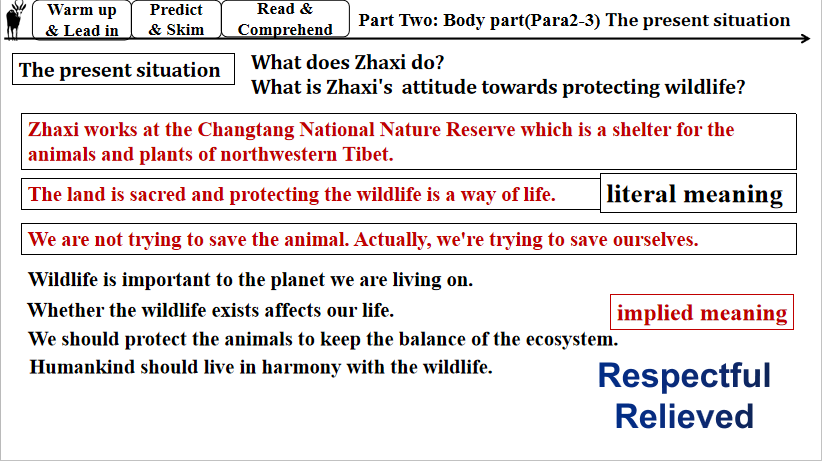 Warm up
& Lead in
Predict
& Skim
Read &
Comprehend
Part Two: Body part(Para2-3) The present situation
The present situation
What does Zhaxi do?
What is Zhaxi's attitude towards protecting wildlife?
Zhaxi works at the Changtang National Nature Reserve which is a shelter for the
animals and plants of northwestern Tibet.
The land is sacred and protecting the wildlife is a way of life.
literal meaning
We are not trying to save the animal. Actually, we're trying to save ourselves.
Wildlife is important to the planet we are living on.
Whether the wildlife exists affects our life.
implied meaning
We should protect the animals to keep the balance of the ecosystem.
Humankind should live in harmony with the wildlife.
Respectful
Relieved